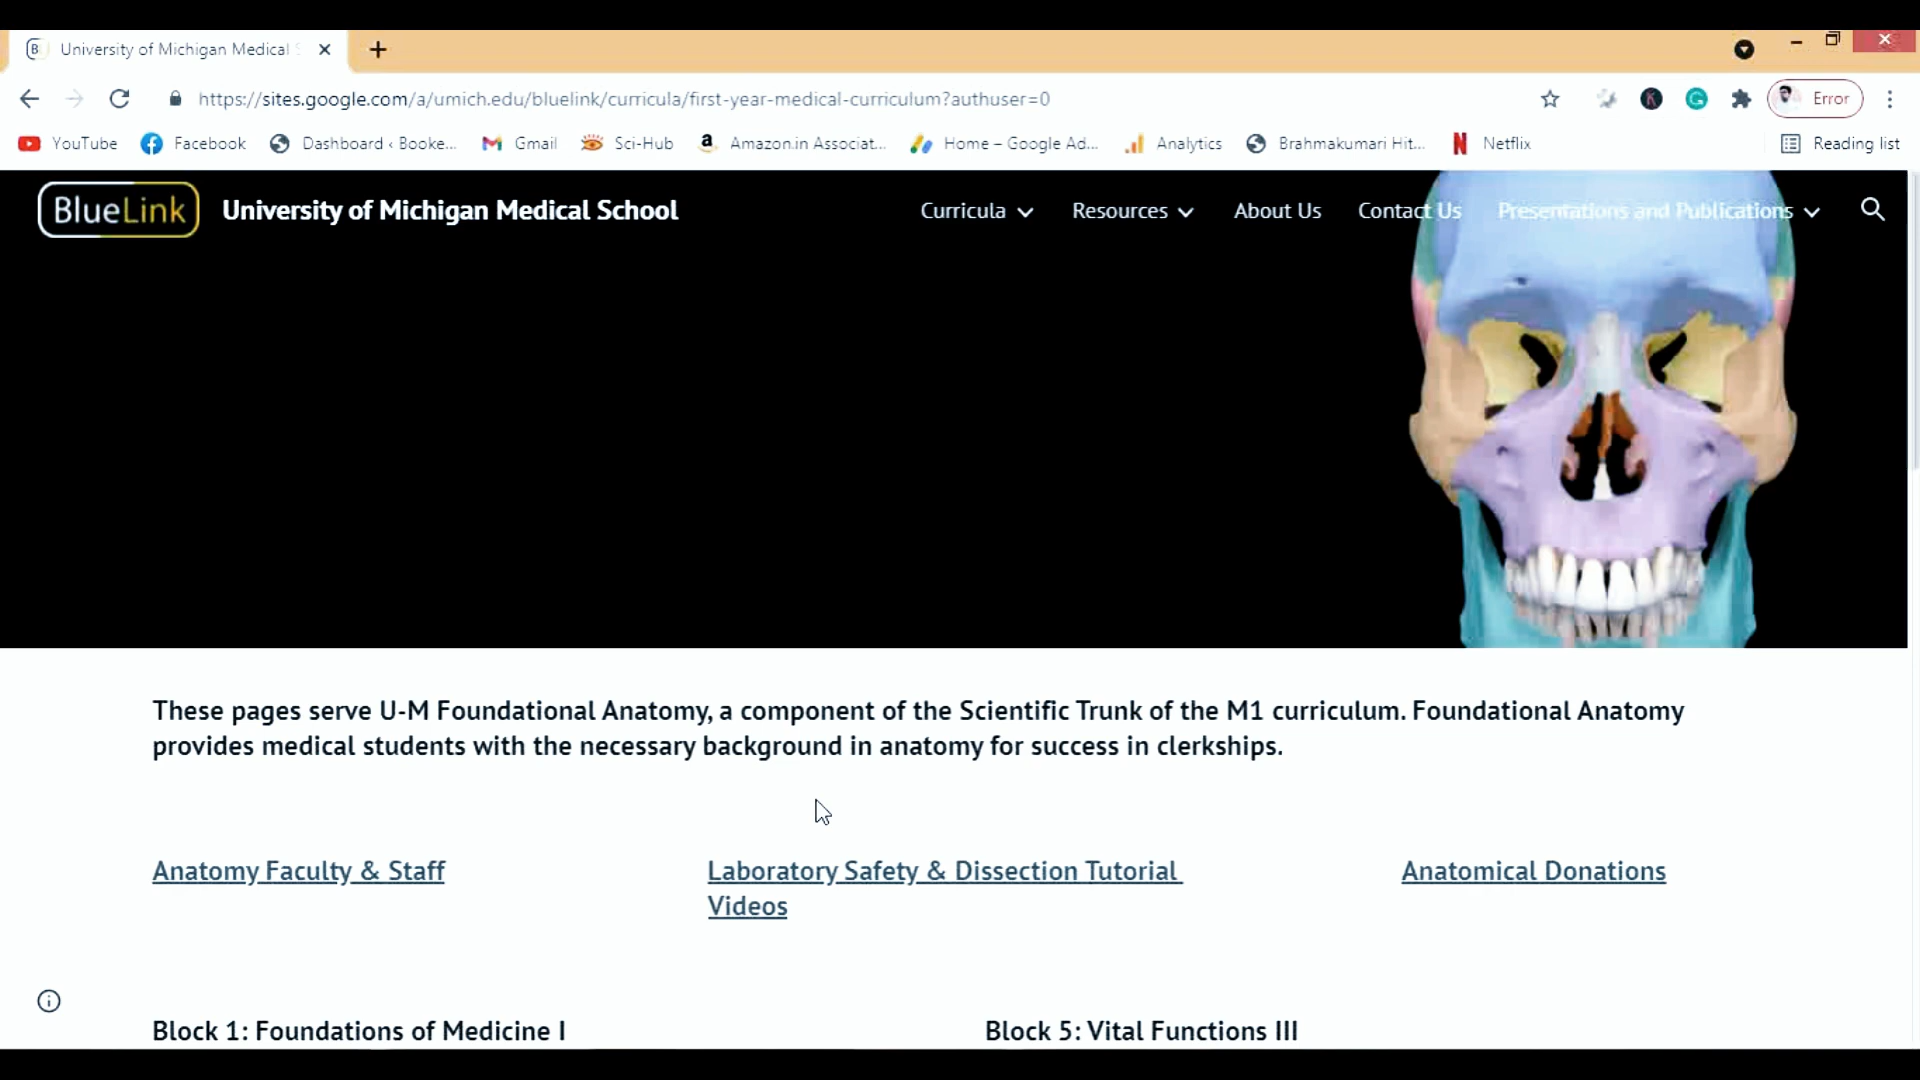 University of Michigan Medical
https://sites.google.com/a/umich.edu/bluelink/curricula/first-year-medical-curriculum?authuser=0
K
G
Error
YouTube
Facebook
Dashboard ‹ Booke...
Gmail
Sci-Hub
Amazon.in Associat...
Home – Google Ad...
Analytics
Brahmakumari Hit...
Netflix
Reading list
BlueLink
University of Michigan Medical School
Curricula
Resources
About Us
Contact Us
Presentations and Publications
These pages serve U-M Foundational Anatomy, a component of the Scientific Trunk of the M1 curriculum. Foundational Anatomy
provides medical students with the necessary background in anatomy for success in clerkships.
Anatomy Faculty & Staff
Laboratory Safety & Dissection Tutorial
Videos
Anatomical Donations
Block 1: Foundations of Medicine I
Block 5: Vital Functions III